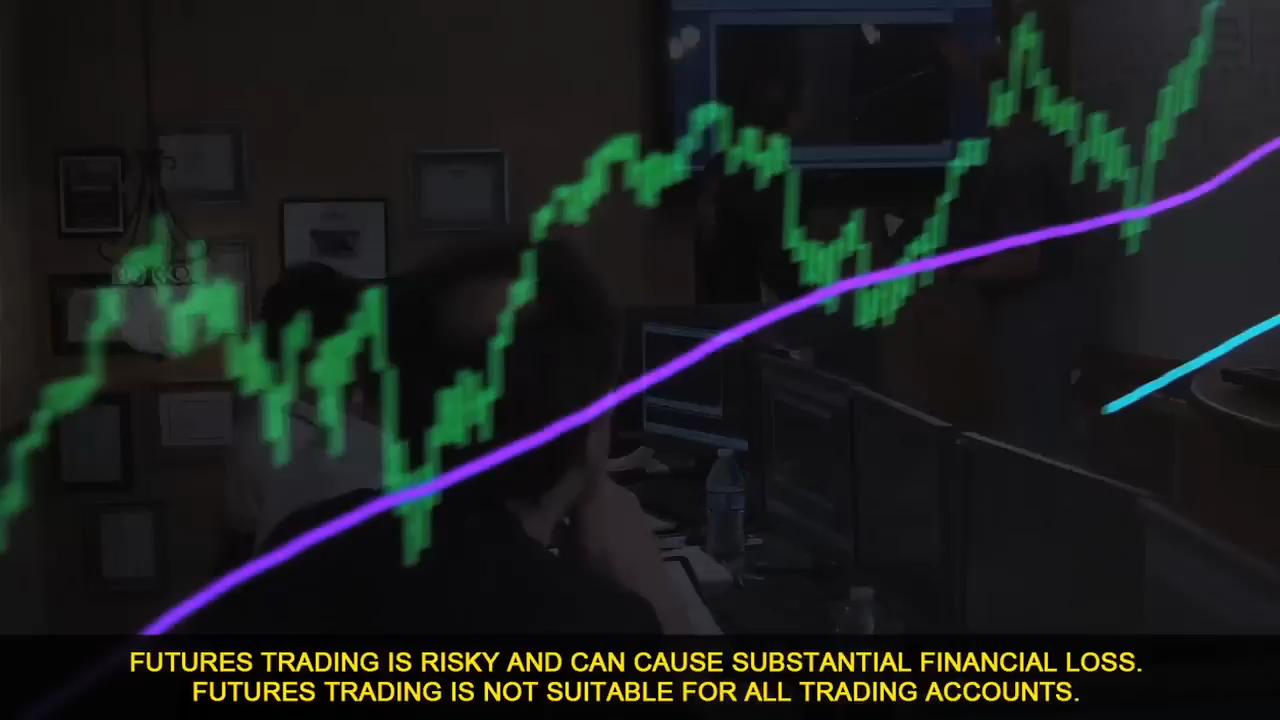 FUTURES TRADING IS RISKY AND CAN CAUSE SUBSTANTIAL FINANCIAL LOSS.
FUTURES TRADING IS NOT SUITABLE FOR ALL TRADING ACCOUNTS.